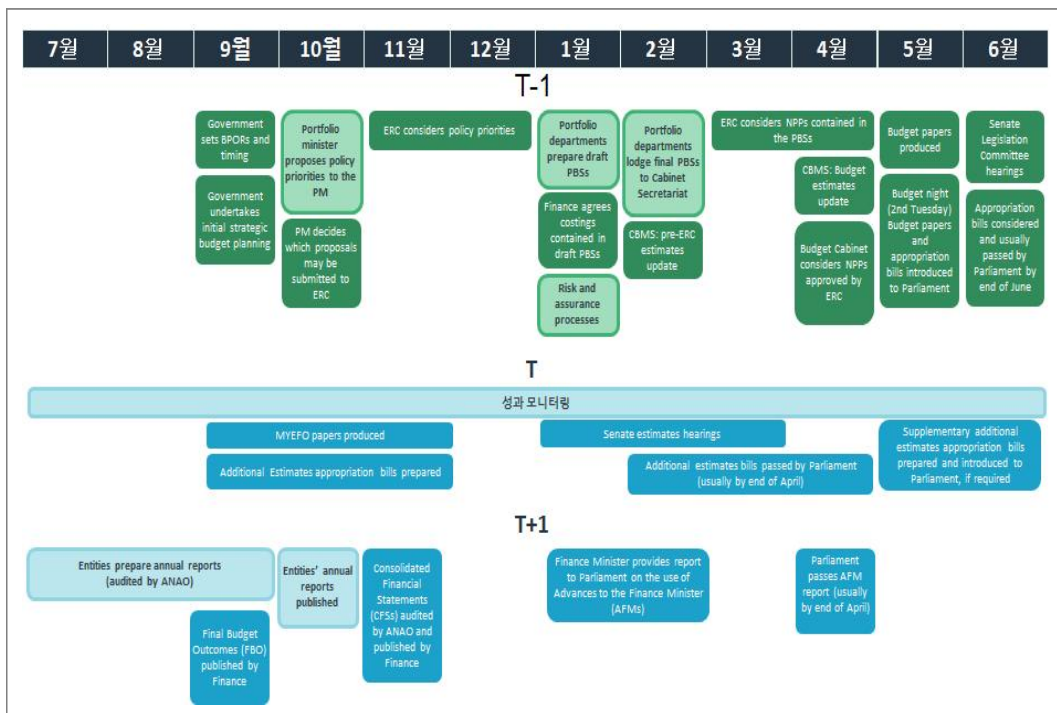 7월 8월 9월 10월 11월 12월 1월 2월 3월 4월 5월 6월
T-1
Government
sets BPORs and
timing
Government
undertakes
initial strategic
budget planning
Portfolio
minister
proposes policy
priorities to the
PM
PM decides
which proposals
may be
submitted to
ERC
ERC considers policy priorities
Portfolio
departments
prepare draft
PBSs
Finance agrees
costings
contained in
draft PBSs
Risk and
assurance
processes
Portfolio
departments
lodge final PBSs
to Cabinet
Secretariat
CBMS: pre-ERC
estimates
update
ERC considers NPPs contained in
the PBSs
CBMS: Budget
estimates
update
Budget Cabinet
considers NPPs
approved by
ERC
Budget papers
produced
Budget night
(2nd Tuesday)
Budget papers
and
appropriation
bills introduced
to Parliament
Senate
Legislation
Committee
hearings
Appropriation
bills considered
and usually
passed by
Parliament by
end of June
T
성과 모니터링
MYEFO papers produced
Senate estimates hearings
Supplementary additional
estimates appropriation bills
prepared and introduced to
Parliament, if required
Additional Estimates appropriation bills prepared
Additional estimates bills passed by Parliament
(usually by end of April)
T+1
Entities prepare annual reports
(audited by ANAO)
Final Budget
Outcomes (FBO)
published by
Finance
Entities' annual
reports
published
Consolidated
Financial
Statements
(CFSs) audited
by ANAO and
published by
Finance
Finance Minister provides report
to Parliament on the use of
Advances to the Finance Minister
(AFMs)
Parliament
passes AFM
report (usually
by end of April)